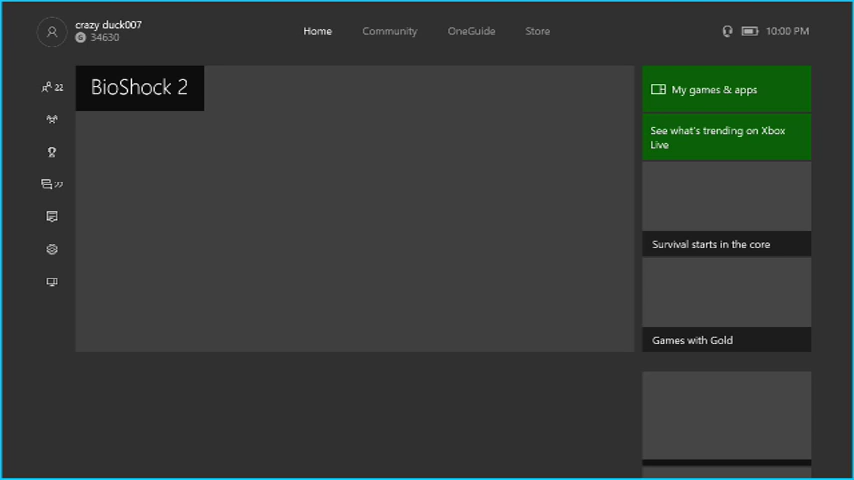 crazy duck007
G 34630
Home Community OneGuide Store
10:00 PM
22
BioShock 2
My games & apps
See what's trending on Xbox
Live
Survival starts in the core
Games with Gold